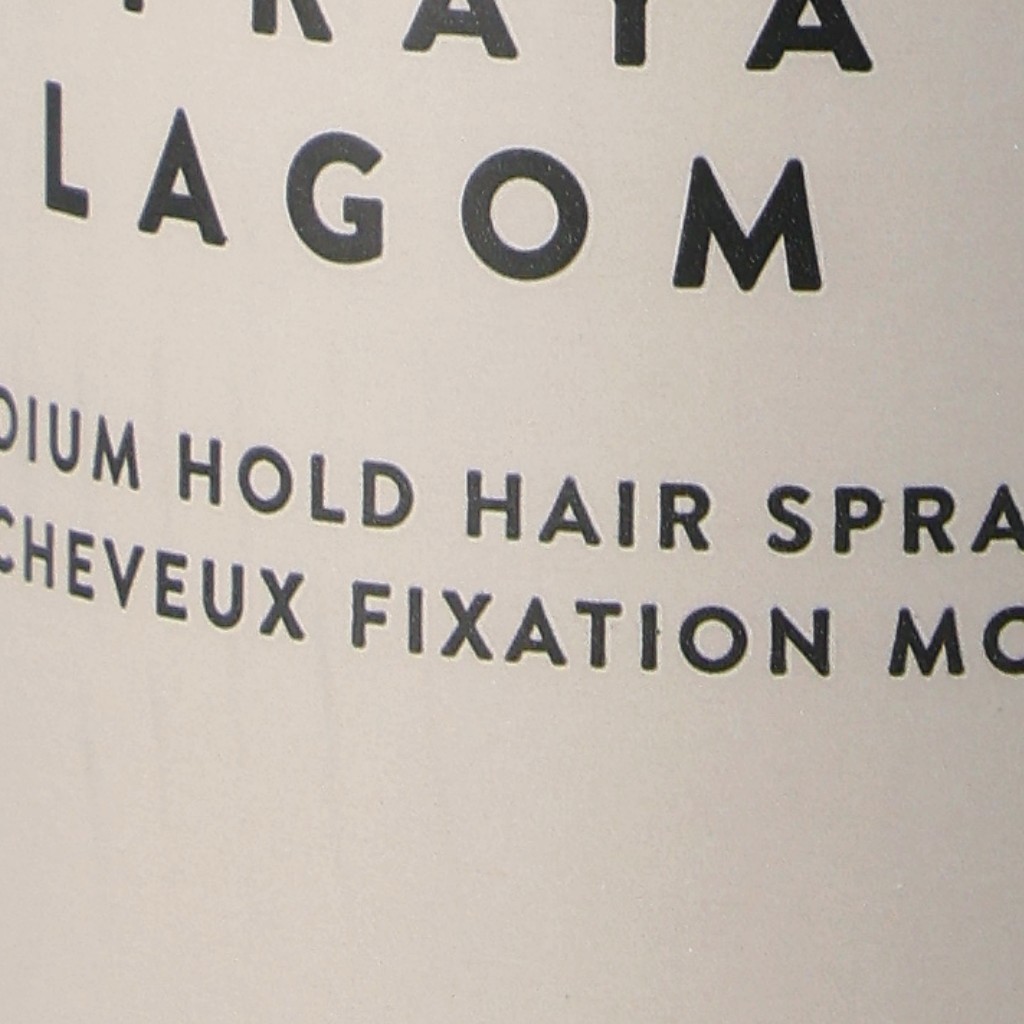 LAGOM
DIUM HOLD HAIR SPRA
CHEVEUX FIXATION MO